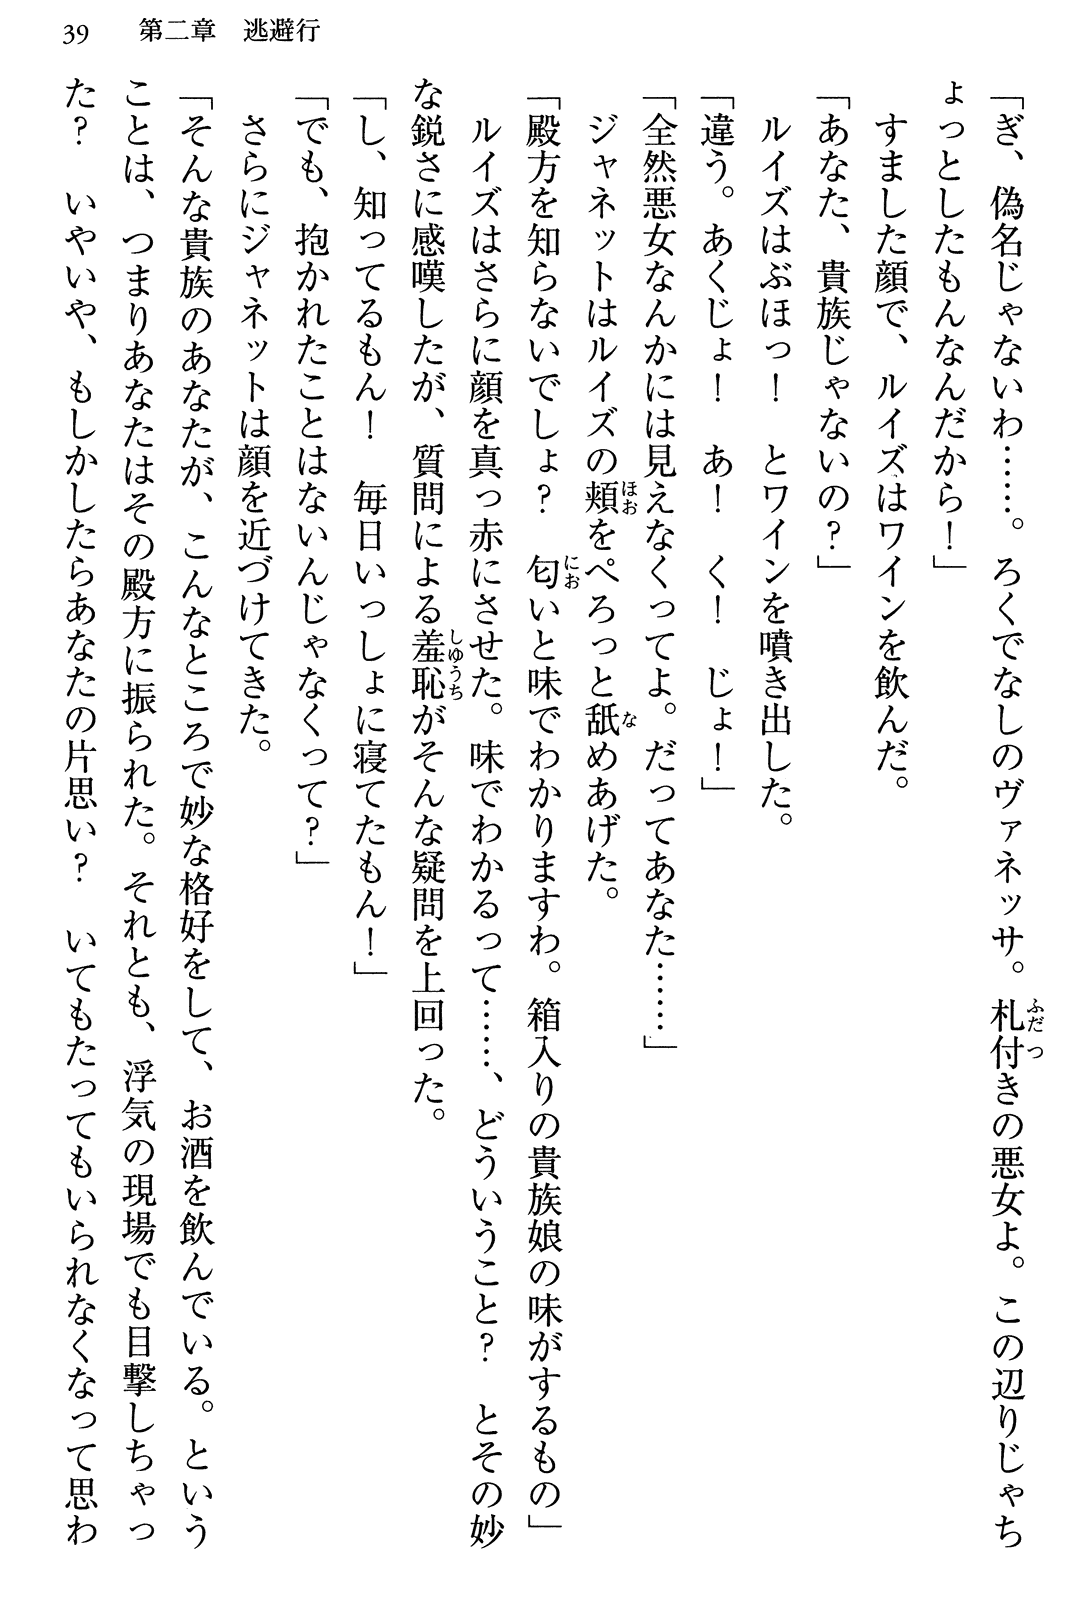 39　第二章　逃避行
「ぎ、偽名じゃないわ……。ろくでなしのヴァネッサ。札付きの悪女よ。この辺りじゃち
ょっとしたもんなんだから！」
　すました顔で、ルイズはワインを飲んだ。
「あなた、貴族じゃないの？」
　ルイズはぶほっ！　とワインを噴き出した。
「違う。あくじょ！　あ！　く！　じょ！」
「全然悪女なんかには見えなくってよ。だってあなた……」
　ジャネットはルイズの頬をぺろっと舐めあげた。
「殿方を知らないでしょ？　匂いと味でわかりますわ。箱入りの貴族娘の味がするもの」
　ルイズはさらに顔を真っ赤にさせた。味でわかるって……、どういうこと？　とその妙
な鋭さに感嘆したが、質問による羞恥がそんな疑問を上回った。
「し、知ってるもん！　毎日いっしょに寝てたもん！」
「でも、抱かれたことはないんじゃなくって？」
　さらにジャネットは顔を近づけてきた。
「そんな貴族のあなたが、こんなところで妙な格好をして、お酒を飲んでいる。という
ことは、つまりあなたはその殿方に振られた。それとも、浮気の現場でも目撃しちゃっ
た？　いやいや、もしかしたらあなたの片思い？　いてもたってもいられなくなって思わ